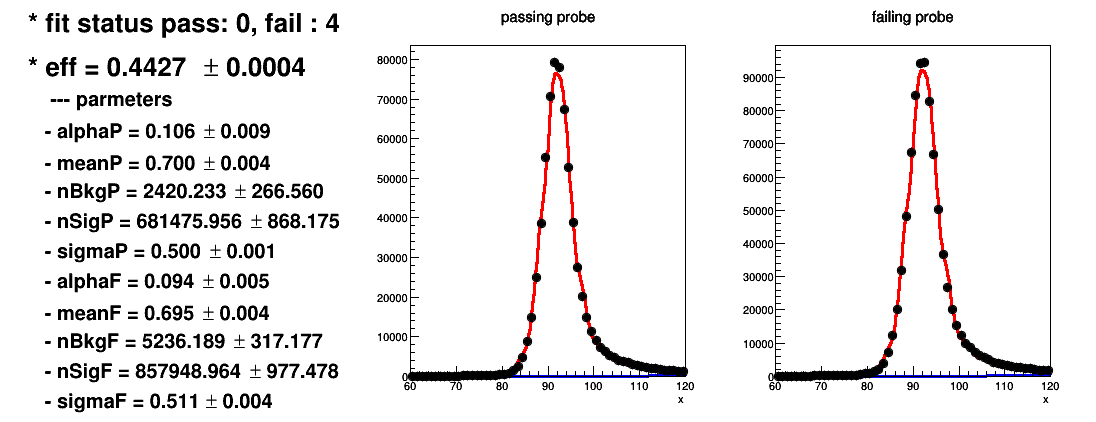 * fit status pass: 0, fail : 4
* eff = 0.4427 ± 0.0004
--- parmeters
- alphaP = 0.106 ± 0.009
- meanP = 0.700 ± 0.004
- nBkgP = 2420.233 ± 266.560
- nSigP = 681475.956 ± 868.175
- sigmaP = 0.500 ± 0.001
- alphaF = 0.094 ± 0.005
- meanF = 0.695 ± 0.004
- nBkgF = 5236.189 ± 317.177
- nSigF = 857948.964 ± 977.478
- sigmaF = 0.511 ± 0.004
passing probe
80000
70000
60000
50000
40000
30000
20000
10000
0
60 70 80 90 100 110 120
x
failing probe
90000
80000
70000
60000
50000
40000
30000
20000
10000
0
60 70 80 90 100 110 120
x